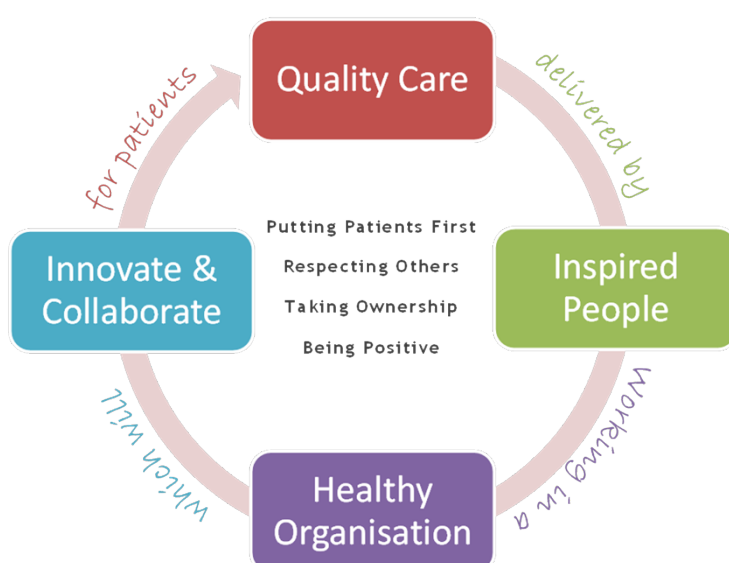 Quality Care
delivered by
Inspired
People
Working in a
Healthy
Organisation
which will
Innovate &
Collaborate
for patients
Putting Patients First
Respecting Others
Taking Ownership
Being Positive